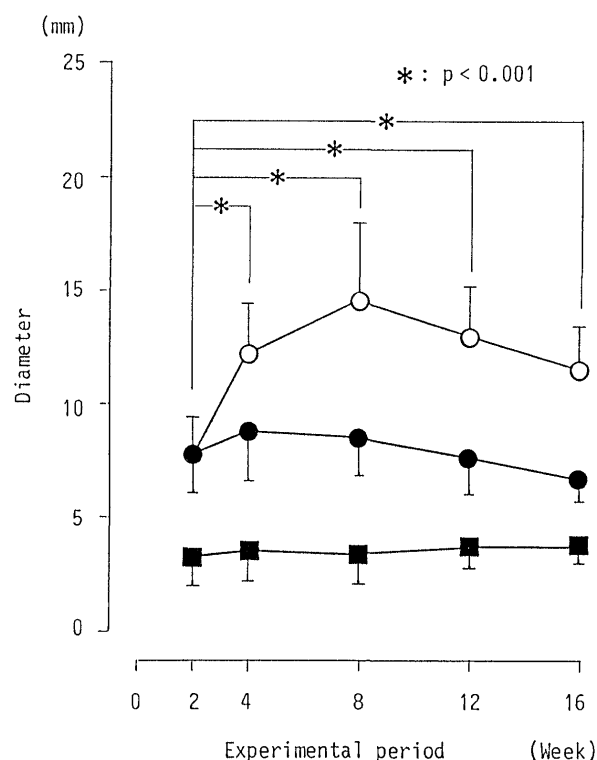 (mm)
25
＊: p < 0.001
＊
＊
20
＊
＊
15
Diameter
10
5
0
0 2 4 8 12 16
Experimental period (Week)